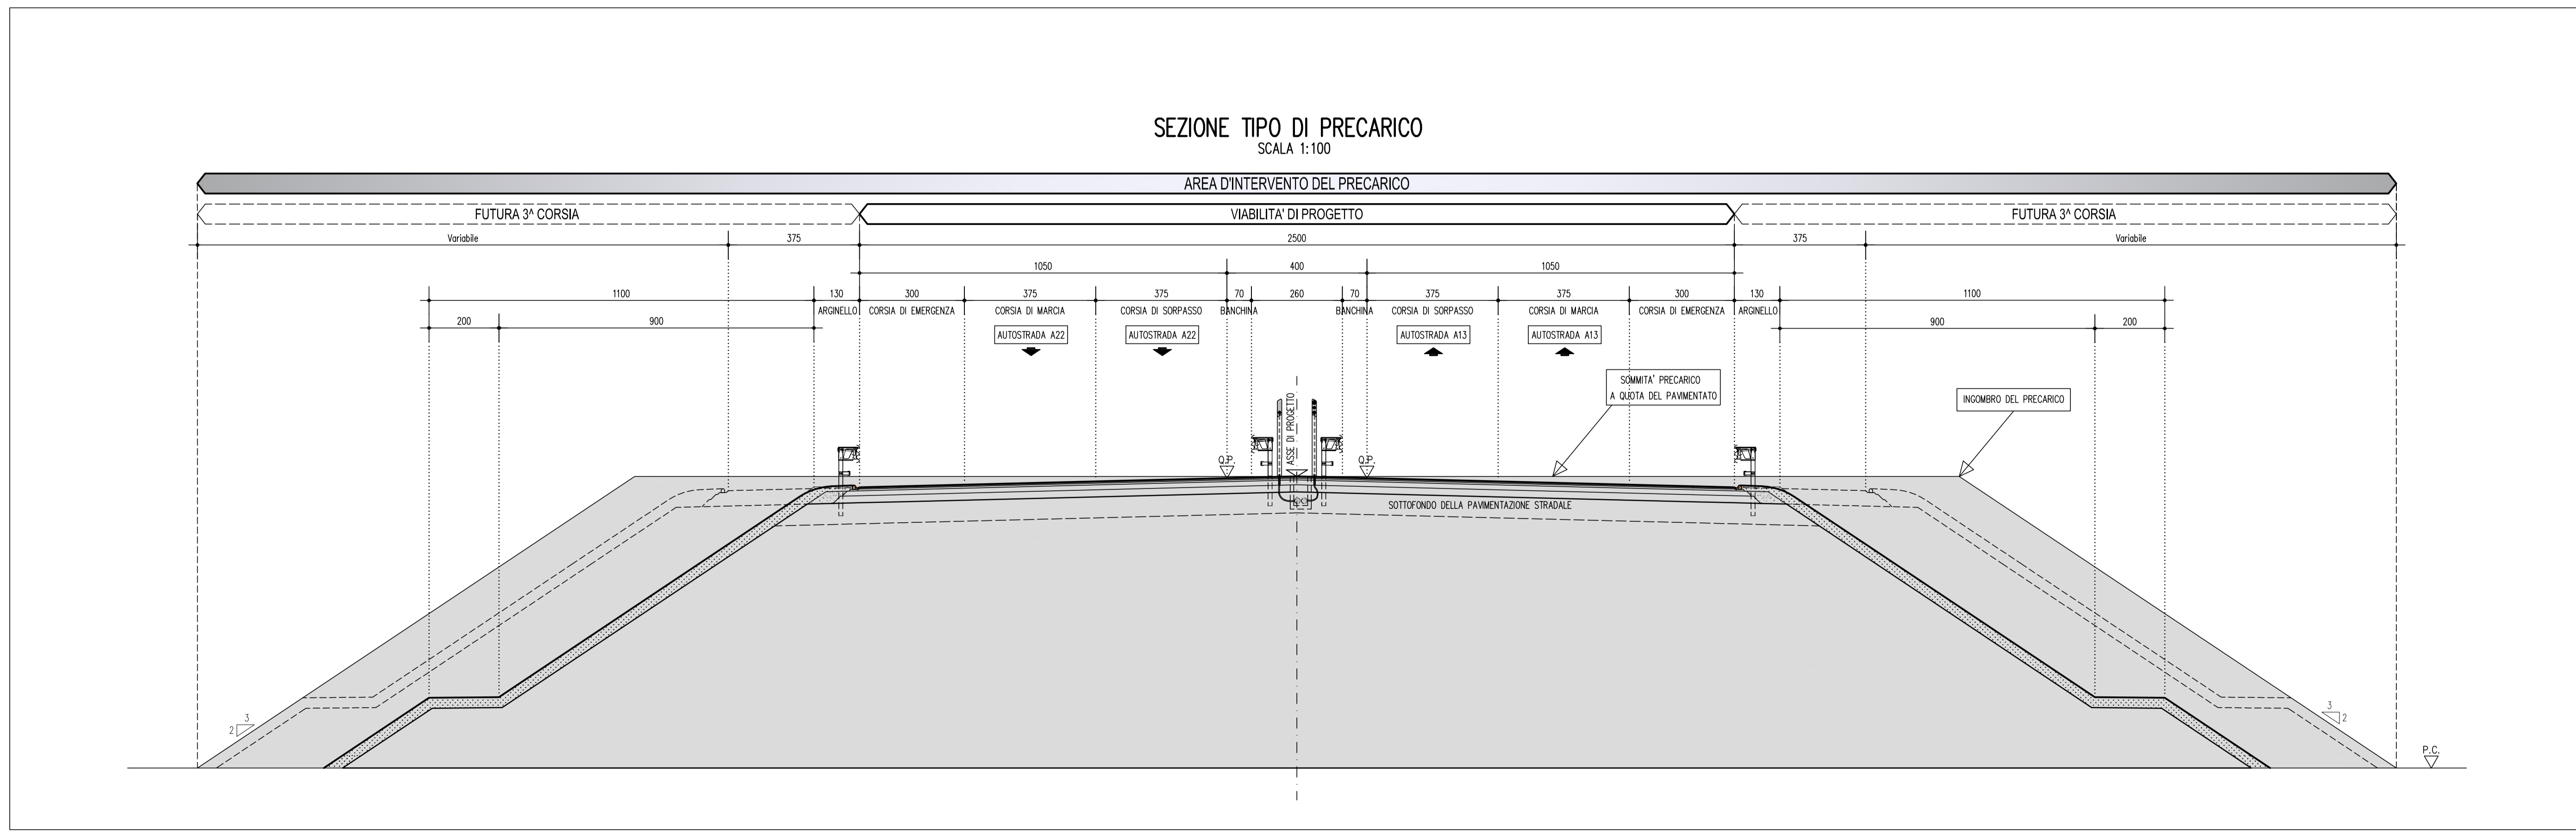 SEZIONE TIPO DI PRECARICO
SCALA 1:100
AREA D'INTERVENTO DEL PRECARICO
FUTURA 3^ CORSIA VIABILITA' DI PROGETTO FUTURA 3^ CORSIA
Variabile 375 2500 375 Variabile
1050 400 1050
1100 130 300 375 375 70 260 70 375 375 300 130 1100
ARGINELLO CORSIA DI EMERGENZA CORSIA DI MARCIA CORSIA DI SORPASSO BANCHINA BANCHINA CORSIA DI SORPASSO CORSIA DI MARCIA CORSIA DI EMERGENZA ARGINELLO
200 900 900 200
AUTOSTRADA A22 AUTOSTRADA A22 AUTOSTRADA A13 AUTOSTRADA A13
SOMMITA' PRECARICO
A QUOTA DEL PAVIMENTATO
INGOMBRO DEL PRECARICO
ASSE DI PROGETTO
Q.P. Q.P.
SOTTOFONDO DELLA PAVIMENTAZIONE STRADALE
3 3
2 2
P.C.